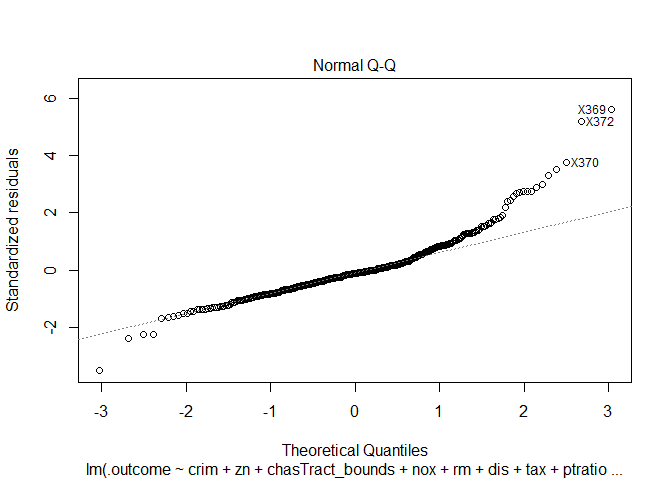 Normal Q-Q
6
4
2
0
-2
Standardized residuals
X369
X372
X370
-3
-2
-1
0
1
2
3
Theoretical Quantiles
lm(.outcome ~ crim + zn + chasTract_bounds + nox + rm + dis + tax + ptratio ...